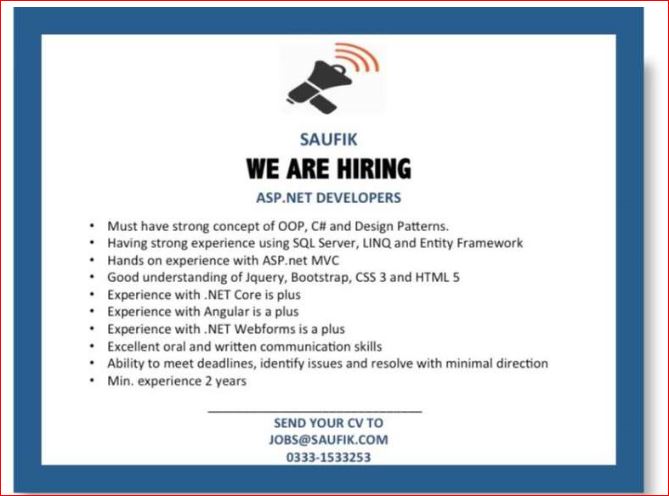 SAUFIK
WE ARE HIRING
ASP.NET DEVELOPERS
• Must have strong concept of OOP, C# and Design Patterns.
• Having strong experience using SQL Server, LINQ and Entity Framework
• Hands on experience with ASP.net MVC
• Good understanding of Jquery, Bootstrap, CSS 3 and HTML 5
• Experience with .NET Core is plus
• Experience with Angular is a plus
• Experience with .NET Webforms is a plus
• Excellent oral and written communication skills
• Ability to meet deadlines, identify issues and resolve with minimal direction
• Min. experience 2 years
SEND YOUR CV TO
JOBS@SAUFIK.COM
0333-1533253